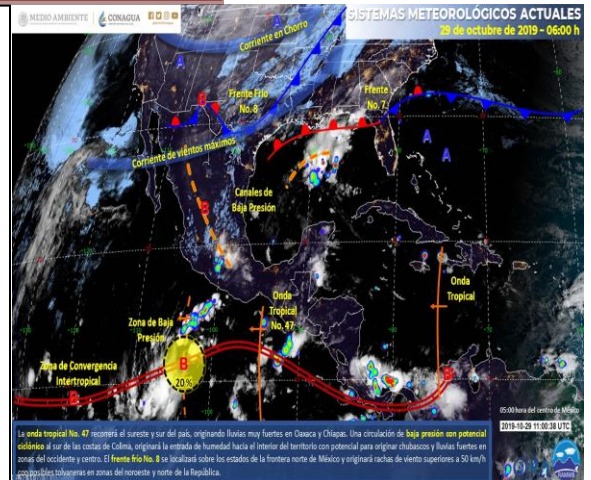 MEDIO AMBIENTE
CONAGUA
SISTEMAS METEOROLÓGICOS ACTUALES
29 de octubre de 2019 – 06:00 h
A
Corriente en Chorro
A
B
Frente Frío
No. 8
Frente
No. 7
Corriente de vientos máximos
A
A
Canales de
Baja Presión
B
Onda
Tropical
No. 47
Onda
Tropical
Zona de Baja
Presión
Zona de Convergencia
Intertropical
B
20%
B
B
05:00 hora del centro de México
2019-10-29 11:00:38 UTC
La onda tropical No. 47 recorrerá el sureste y sur del país, originando lluvias muy fuertes en Oaxaca y Chiapas. Una circulación de baja presión con potencial
ciclónico al sur de las costas de Colima, originará la entrada de humedad hacia el interior del territorio con potencial para originar chubascos y lluvias fuertes en
zonas del occidente y centro. El frente frío No. 8 se localizará sobre los estados de la frontera norte de México y originará rachas de viento superiores a 50 km/h
con posibles tolvaneras en zonas del noroeste y norte de la República.